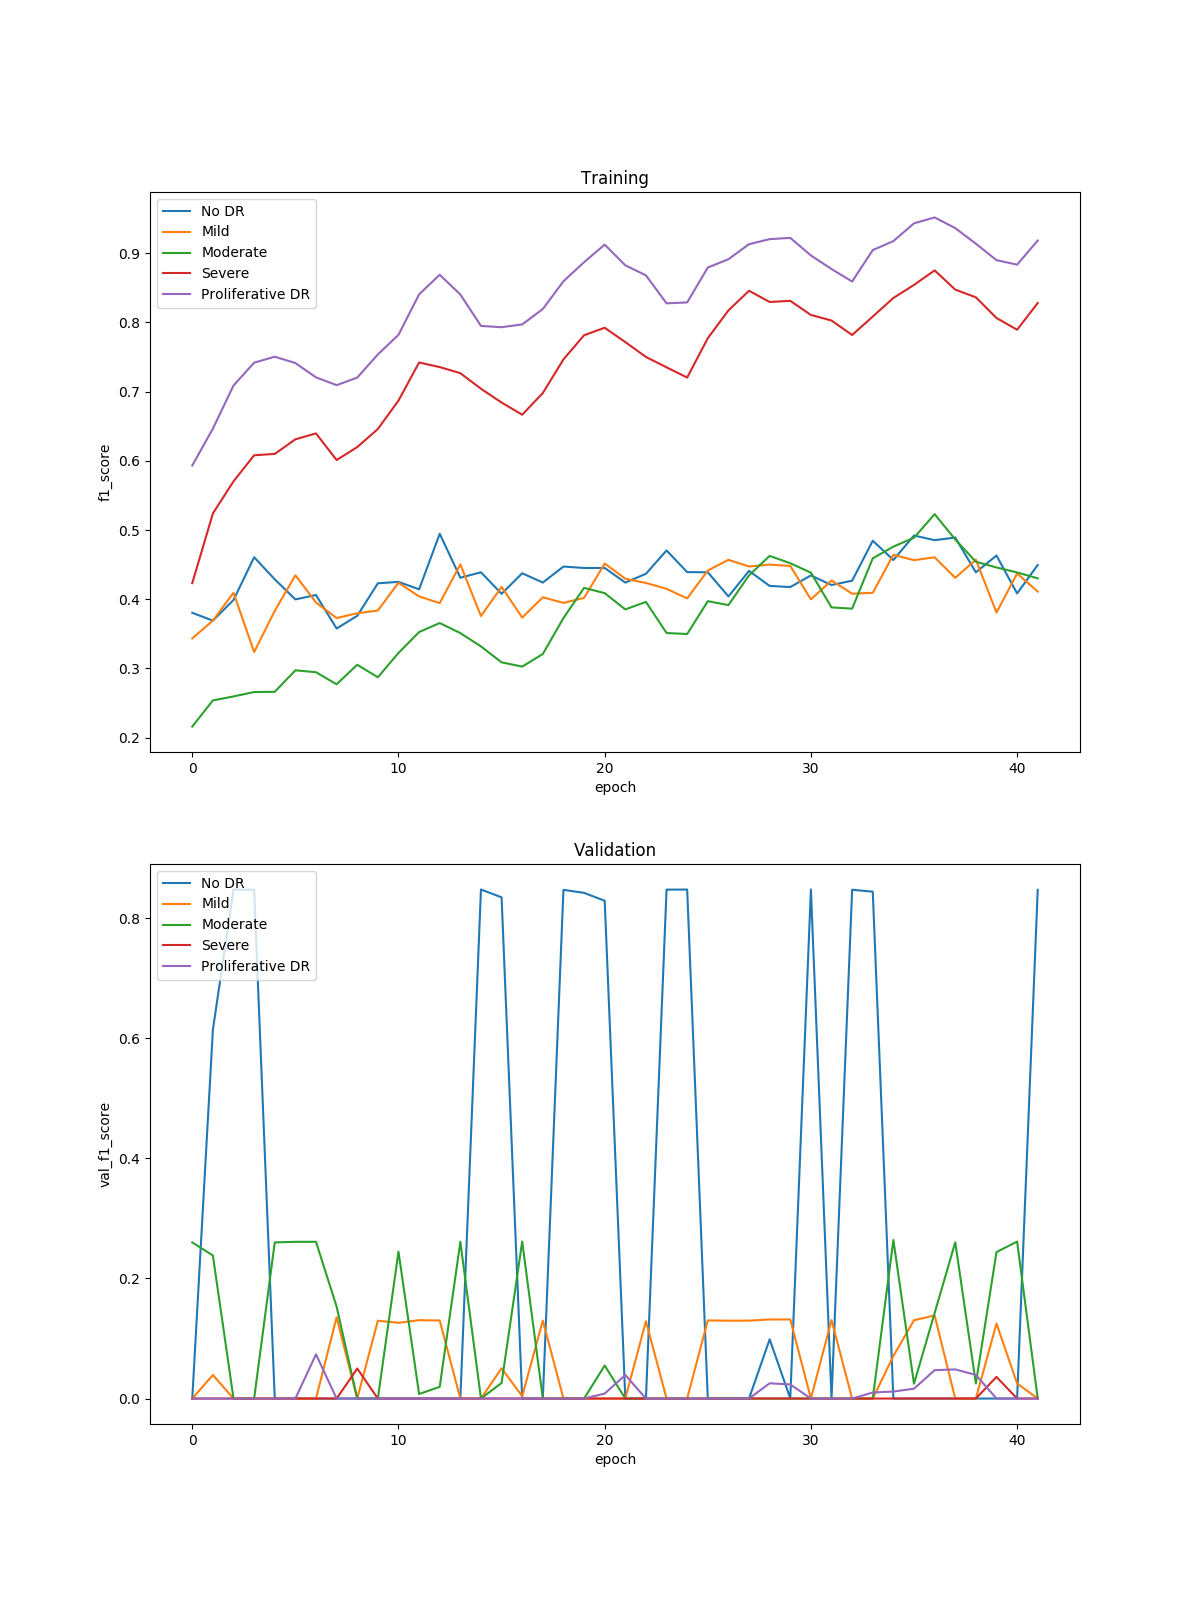 Training
No DR
Mild
Moderate
Severe
Proliferative DR
f1_score
0.9
0.8
0.7
0.6
0.5
0.4
0.3
0.2
0 10 20 30 40
epoch
Validation
No DR
Mild
Moderate
Severe
Proliferative DR
val_f1_score
0.8
0.6
0.4
0.2
0.0
0 10 20 30 40
epoch